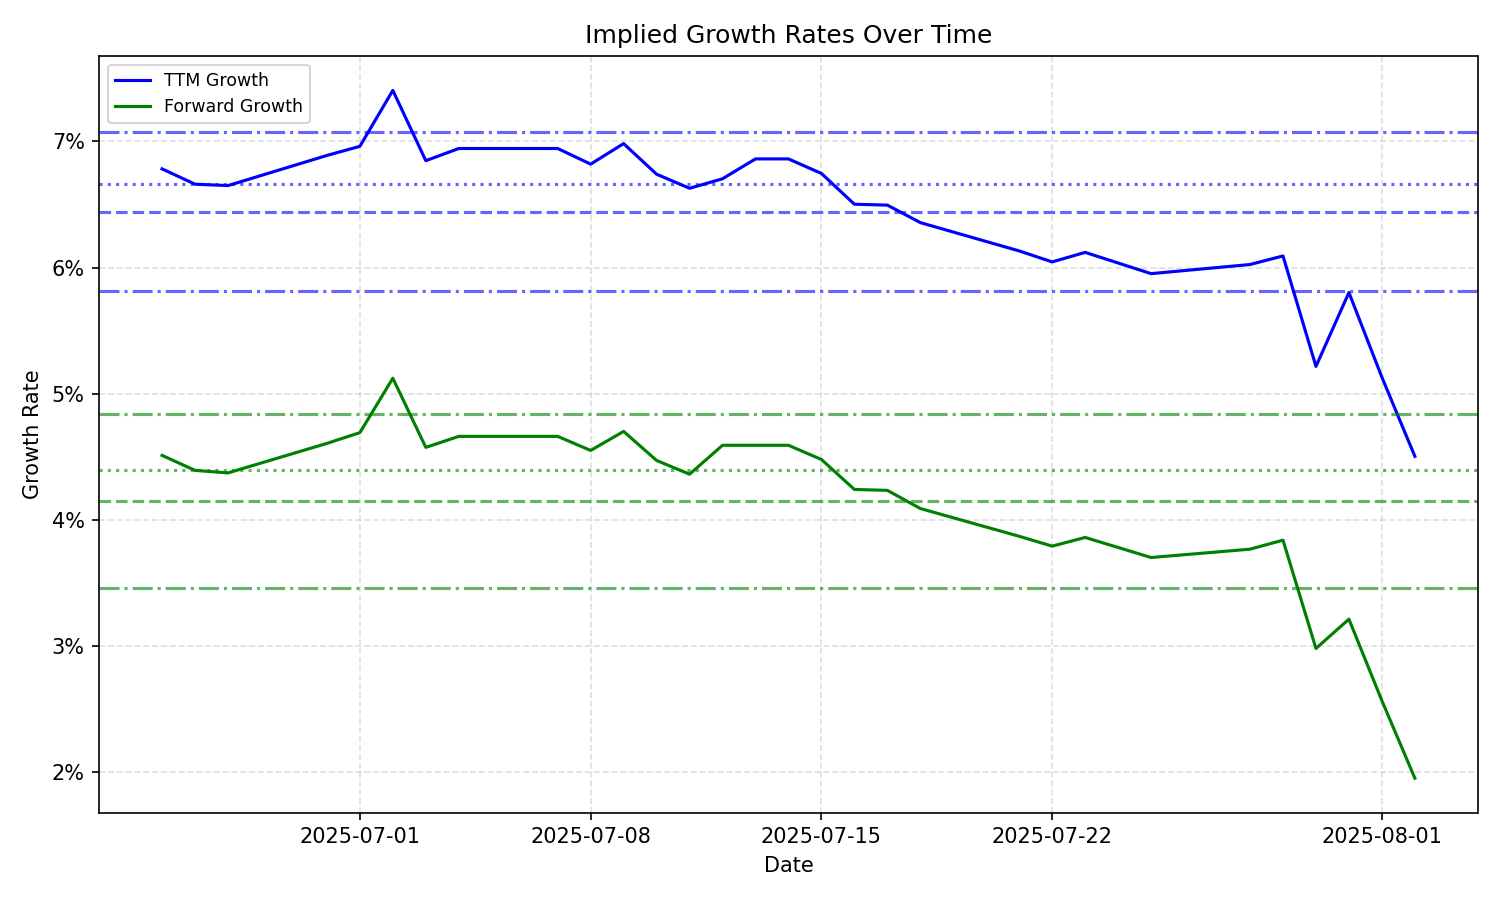 Implied Growth Rates Over Time
TTM Growth
Forward Growth
7%
6%
5%
4%
3%
2%
Growth Rate
2025-07-01
2025-07-08
2025-07-15
2025-07-22
2025-08-01
Date